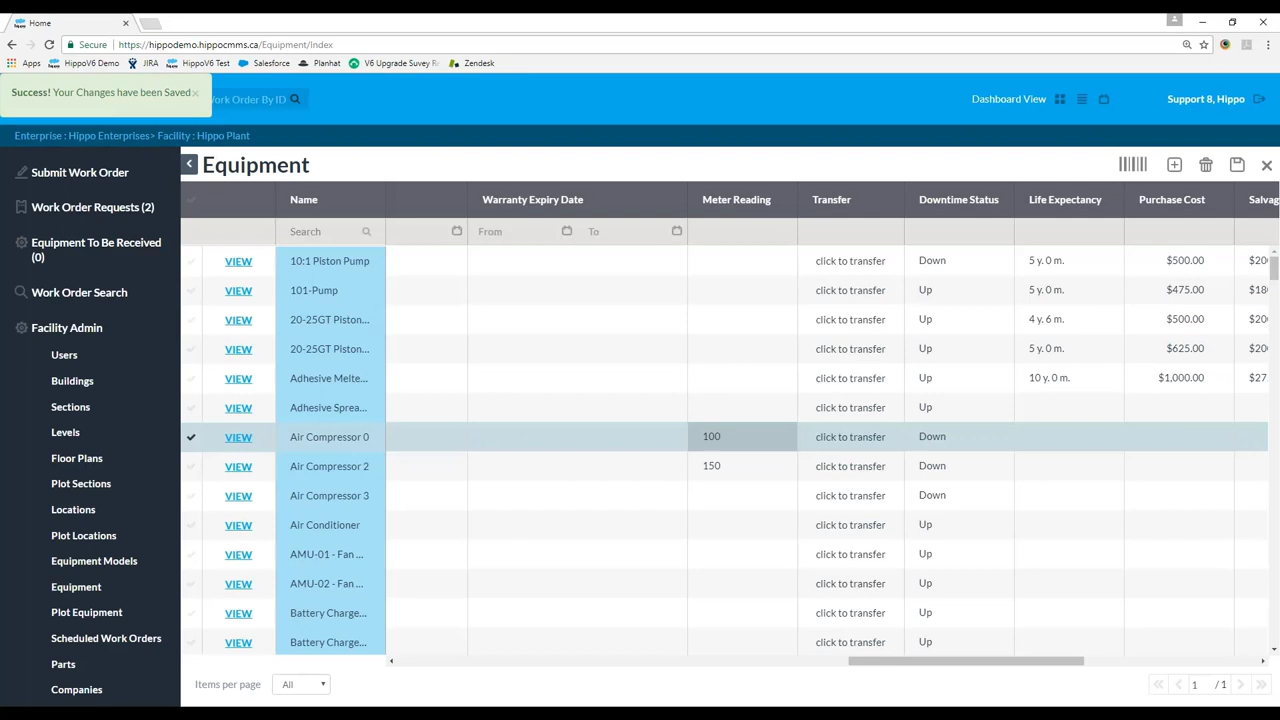 Home
Secure https://hippodemo.hippocmms.ca/Equipment/Index
Apps HippoV6 Demo JIRA HippoV6 Test Salesforce Planhat V6 Upgrade Suvey Re Zendesk
Success! Your Changes have been Saved
Work Order By ID
Dashboard View
Support 8, Hippo
Enterprise : Hippo Enterprises> Facility : Hippo Plant
Submit Work Order
Work Order Requests (2)
Equipment To Be Received
(0)
Work Order Search
Facility Admin
Users
Buildings
Sections
Levels
Floor Plans
Plot Sections
Locations
Plot Locations
Equipment Models
Equipment
Plot Equipment
Scheduled Work Orders
Parts
Companies
Equipment
Name Warranty Expiry Date Meter Reading Transfer Downtime Status Life Expectancy Purchase Cost Salvag
Search From To
VIEW 10:1 Piston Pump click to transfer Down 5 y. 0 m. $500.00 $200
VIEW 101-Pump click to transfer Up 5 y. 0 m. $475.00 $180
VIEW 20-25GT Piston... click to transfer Up 4 y. 6 m. $500.00 $200
VIEW 20-25GT Piston... click to transfer Up 5 y. 0 m. $625.00 $200
VIEW Adhesive Melte... click to transfer Up 10 y. 0 m. $1,000.00 $27
VIEW Adhesive Sprea... click to transfer Up
VIEW Air Compressor 0 100 click to transfer Down
VIEW Air Compressor 2 150 click to transfer Down
VIEW Air Compressor 3 click to transfer Down
VIEW Air Conditioner click to transfer Up
VIEW AMU-01 - Fan ... click to transfer Up
VIEW AMU-02 - Fan ... click to transfer Up
VIEW Battery Charge... click to transfer Up
VIEW Battery Charge... click to transfer Up
Items per page All
1 / 1